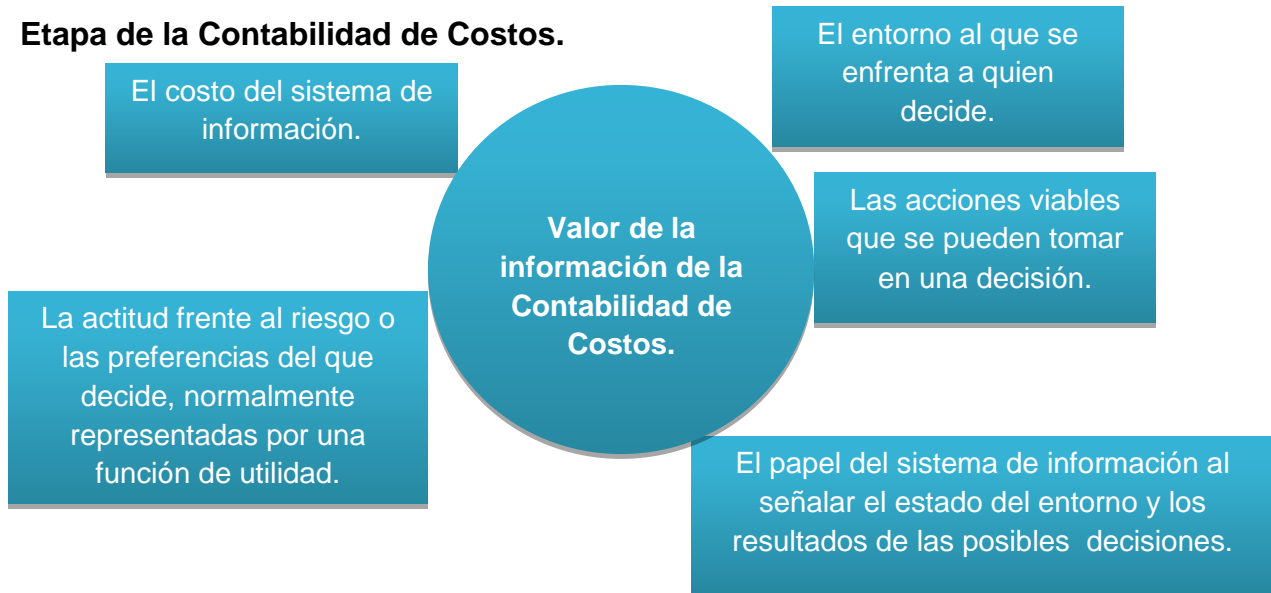 Etapa de la Contabilidad de Costos.
El costo del sistema de
información.
El entorno al que se
enfrenta a quien
decide.
Valor de la
información de la
Contabilidad de
Costos.
Las acciones viables
que se pueden tomar
en una decisión.
La actitud frente al riesgo o
las preferencias del que
decide, normalmente
representadas por una
función de utilidad.
El papel del sistema de información al
señalar el estado del entorno y los
resultados de las posibles  decisiones.